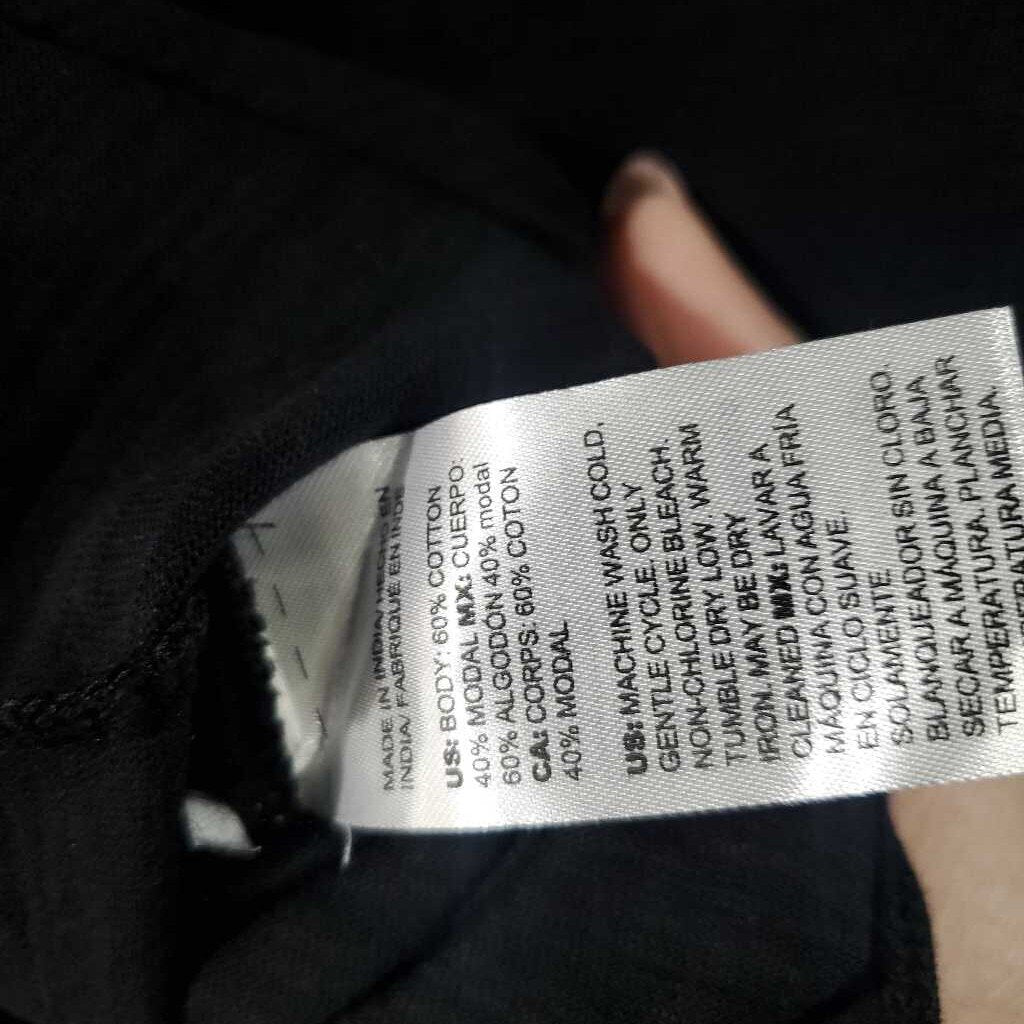 MADE IN INDIA/HECHO EN
INDIA/ FABRIQUE EN INDE
US: BODY 60% COTTON
40% MODAL MX: CUERPO:
60% ALGODÓN 40% modal
CA: CORPS: 60% COTON
40% MODAL
US: MACHINE WASH COLD.
GENTLE CYCLE. ONLY
NON-CHLORINE BLEACH.
TUMBLE DRY LOW. WARM
IRON. MAY BE DRY
CLEANED MX: LAVAR A
MÁQUINA CON AGUA FRÍA
EN CICLO SUAVE.
SOLAMENTE
BLANQUEADOR SIN CLORO.
SECAR A MÁQUINA A BAJA
TEMPERATURA. PLANCHAR
TEMPERATURA MEDIA.